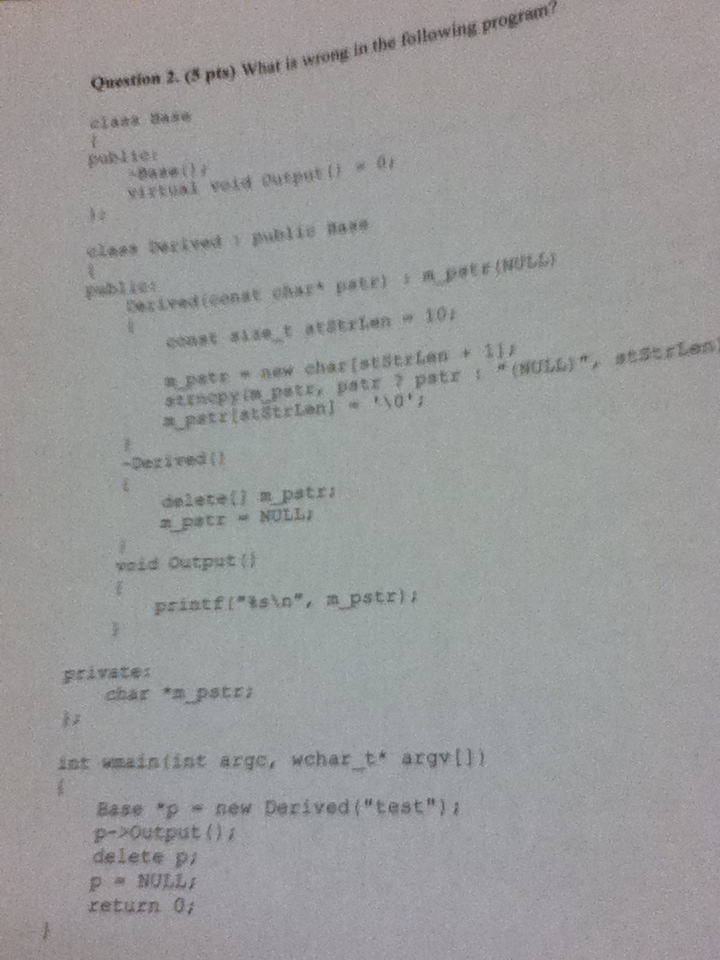 Question 2. (5 pts) What is wrong in the following program?
class Base
{
public:
~Base();
virtual void Output() = 0;
};
class Derived : public Base
{
public:
Derived(const char* pstr) : m_pstr(NULL)
{
const size_t stStrLen = 10;
m_pstr = new char[stStrLen + 1];
strncpy(m_pstr, pstr ? pstr : "(NULL)", stStrLen)
m_pstr[stStrLen] = '\0';
}
~Derived()
{
delete[] m_pstr;
m_pstr = NULL;
}
void Output()
{
printf("%s\n", m_pstr);
}
private:
char *m_pstr;
};
int wmain(int argc, wchar_t* argv[])
{
Base *p = new Derived("test");
p->Output();
delete p;
p = NULL;
return 0;
}